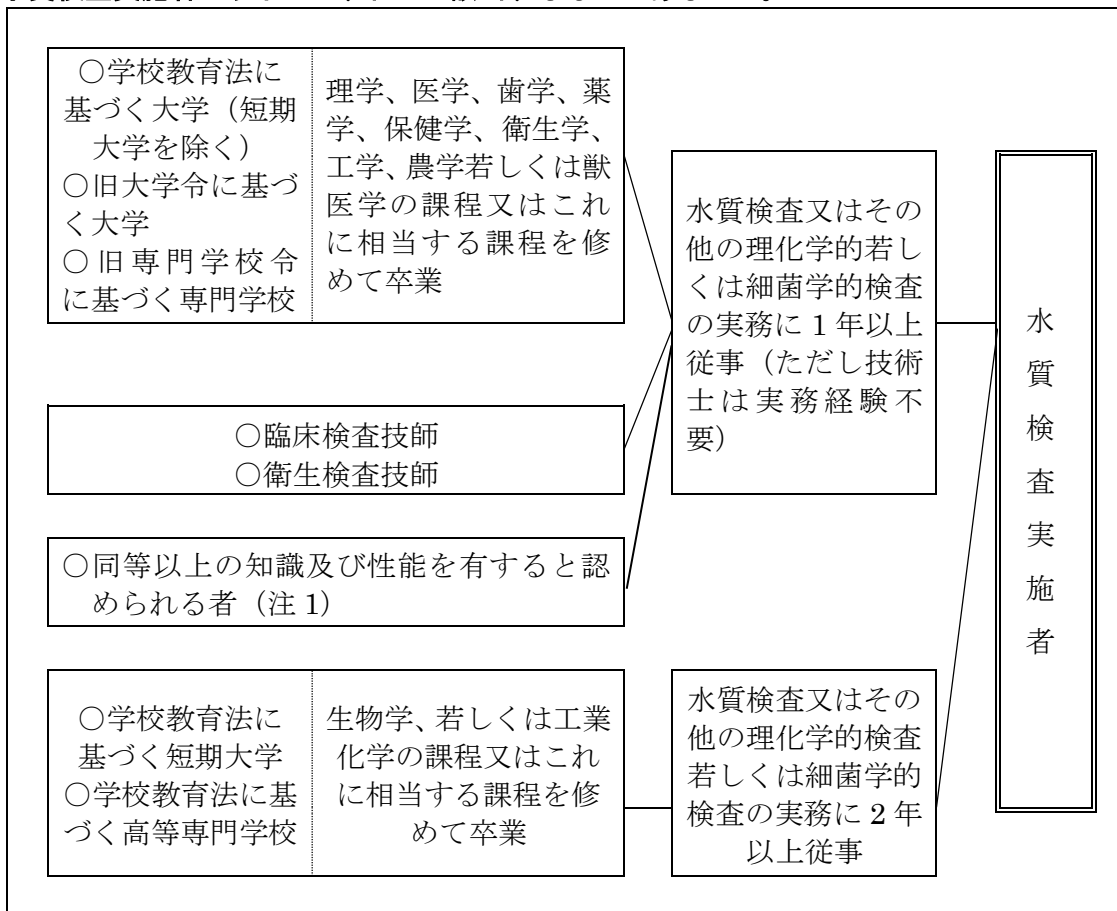 ○学校教育法に
基づく大学（短期
大学を除く）
○旧大学令に基づ
く大学
○旧専門学校令
に基づく専門学校
理学、医学、歯学、薬
学、保健学、衛生学、
工学、農学若しくは獣
医学の課程又はこれ
に相当する課程を修
めて卒業
○臨床検査技師
○衛生検査技師
○同等以上の知識及び性能を有すると認
められる者（注 1）
水質検査又はその
他の理化学的若し
くは細菌学的検査
の実務に 1 年以上
従事（ただし技術
士は実務経験不
要）
○学校教育法に
基づく短期大学
○学校教育法に基
づく高等専門学校
生物学、若しくは工業
化学の課程又はこれ
に相当する課程を修
めて卒業
水質検査又はその
他の理化学的検査
若しくは細菌学的
検査の実務に 2 年
以上従事
水質検査実施者